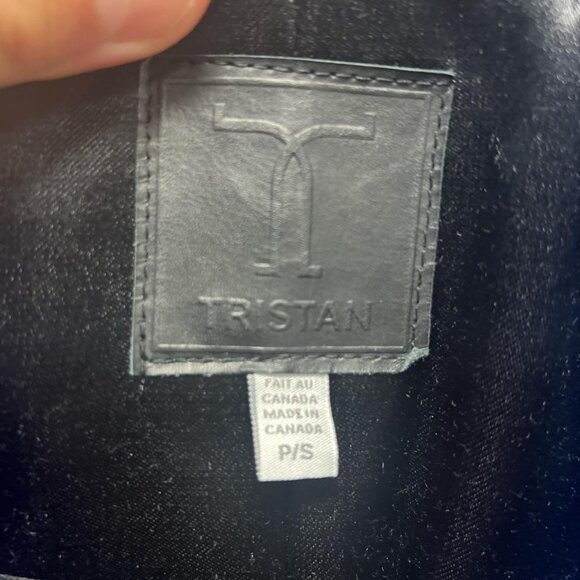 TRISTAN
FAIT AU
CANADA
MADE IN
CANADA
P/S